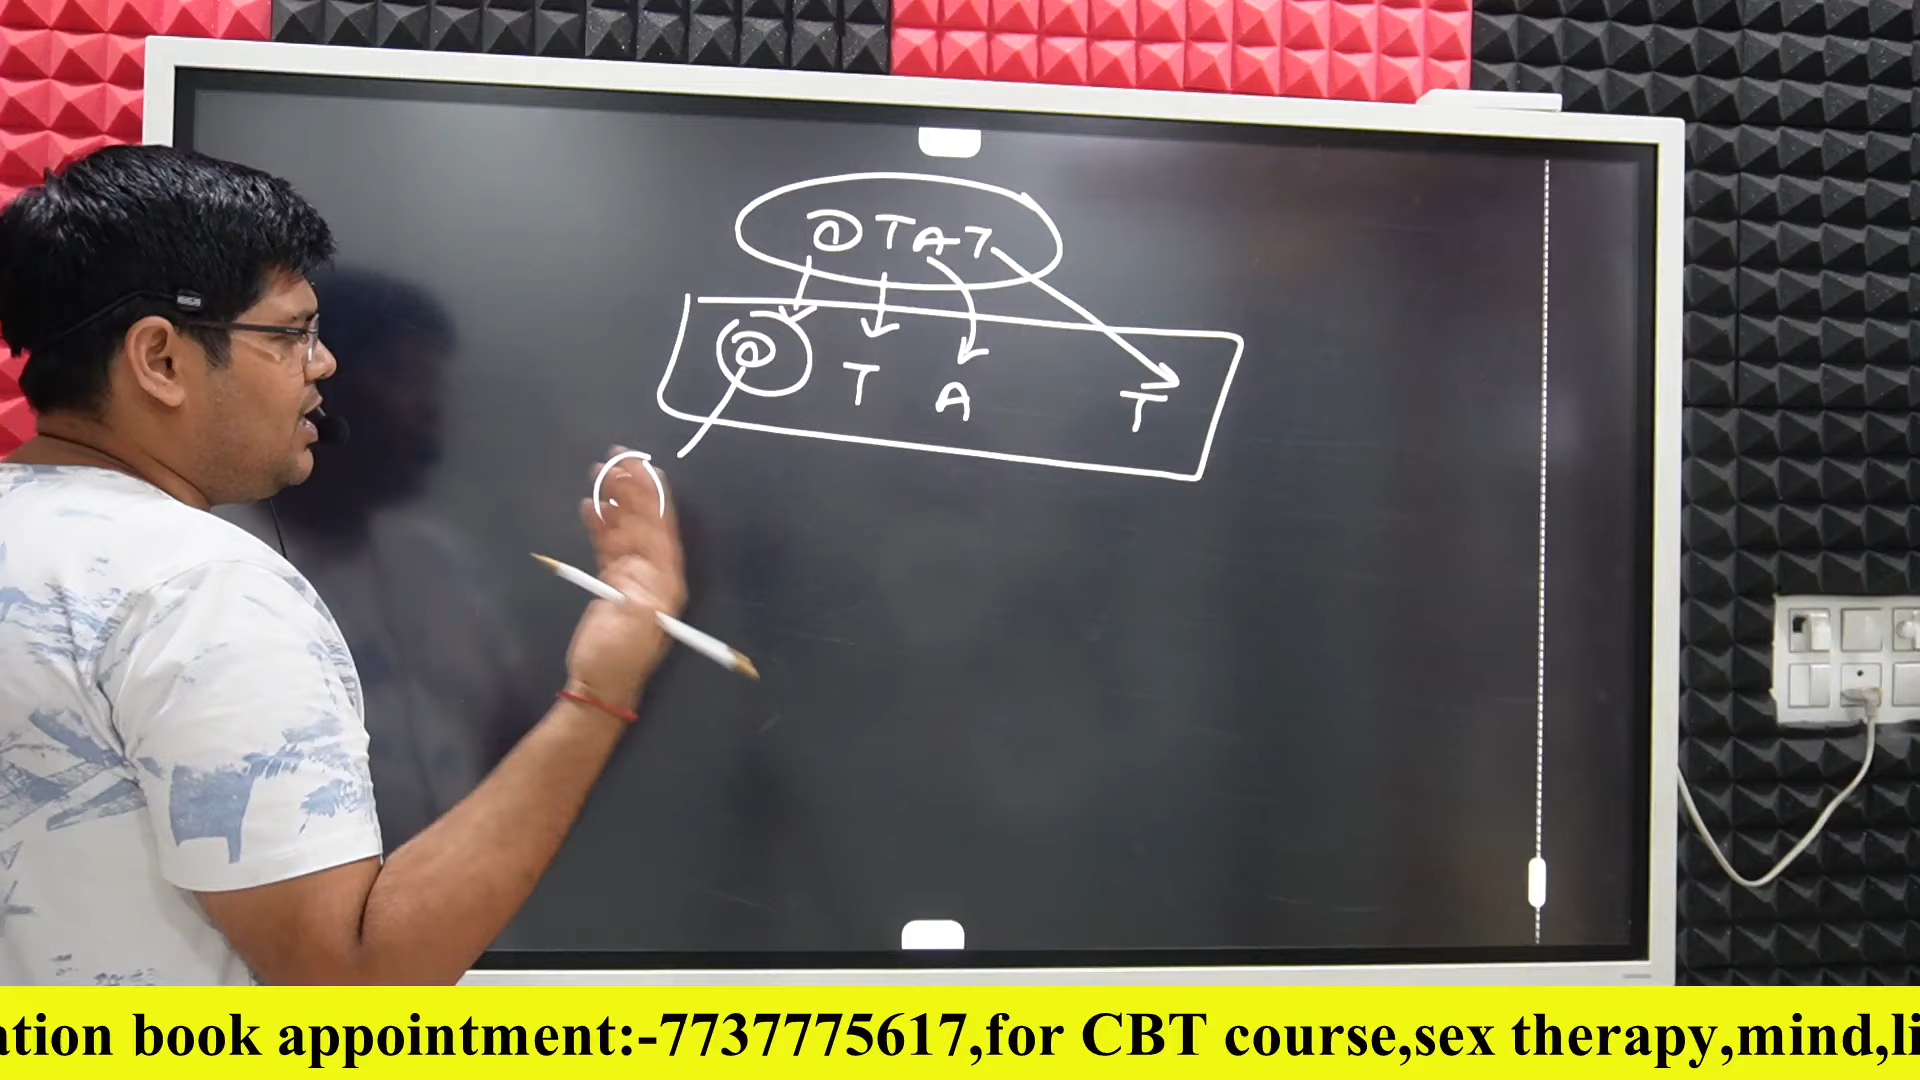 @ TAT
@ T A T
ation book appointment:-7737775617,for CBT course,sex therapy,mind,li